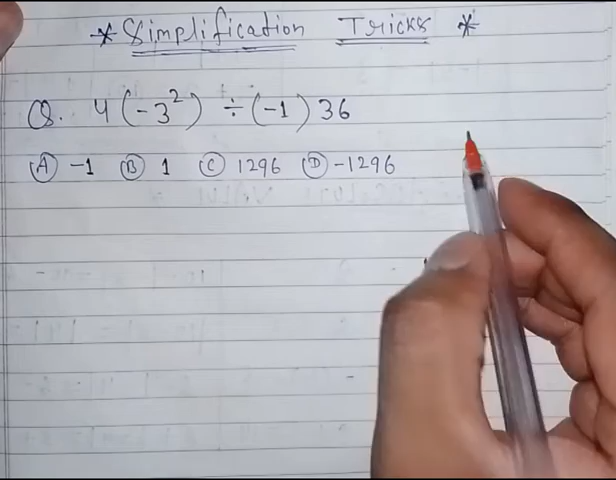 * Simplification Tricks *
Q. 4(-3²) ÷ (-1) 36
(A) -1 (B) 1 (C) 1296 (D) -1296